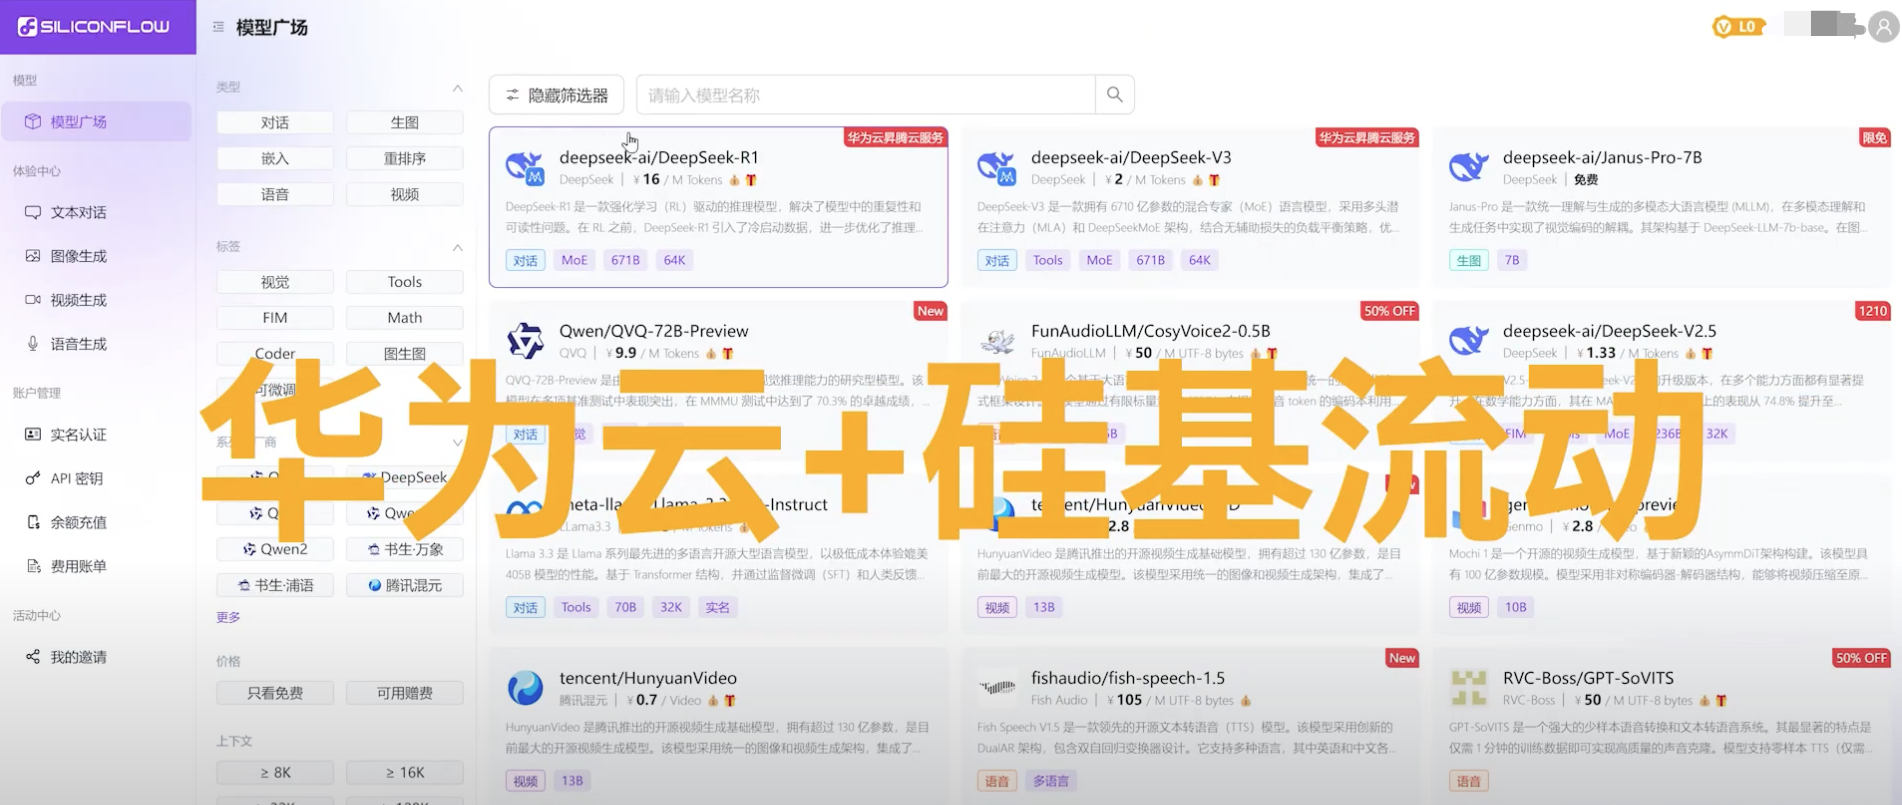 SILICONFLOW
模型广场
L0
模型
模型广场
体验中心
文本对话
图像生成
视频生成
语音生成
账户管理
实名认证
API 密钥
余额充值
费用账单
活动中心
我的邀请
类型
对话
生图
嵌入
重排序
语音
视频
标签
视觉
Tools
FIM
Math
Coder
图生图
可微调
DeepSeek
Qwen2
书生·万象
书生·浦语
腾讯混元
更多
价格
只看免费
可用赠费
上下文
≥ 8K
≥ 16K
隐藏筛选器
请输入模型名称
华为云昇腾云服务
deepseek-ai/DeepSeek-R1
DeepSeek | ￥16 / M Tokens
DeepSeek-R1 是一款强化学习（RL）驱动的推理模型，解决了模型中的重复性和
可读性问题。在 RL 之前，DeepSeek-R1 引入了冷启动数据，进一步优化了推理...
对话 MoE 671B 64K
华为云昇腾云服务
deepseek-ai/DeepSeek-V3
DeepSeek | ￥2 / M Tokens
DeepSeek-V3 是一款拥有 6710 亿参数的混合专家（MoE）语言模型，采用多头潜
在注意力（MLA）和 DeepSeekMoE 架构，结合无辅助损失的负载平衡策略，优...
对话 Tools MoE 671B 64K
限免
deepseek-ai/Janus-Pro-7B
DeepSeek | 免费
Janus-Pro 是一款统一理解与生成的多模态大语言模型 (MLLM)，在多模态理解和
生成任务中实现了视觉编码的解耦。其架构基于 DeepSeek-LLM-7b-base。在图...
生图 7B
New
Qwen/QVQ-72B-Preview
QVQ | ￥9.9 / M Tokens
QVQ-72B-Preview 是由 视觉推理能力的研究型模型。该
模型在多项基准测试中表现突出，在 MMMU 测试中达到了 70.3% 的卓越成绩，...
对话
50% OFF
FunAudioLLM/CosyVoice2-0.5B
FunAudioLLM | ￥50 / M UTF-8 bytes
1210
deepseek-ai/DeepSeek-V2.5
DeepSeek | ￥1.33 / M Tokens
升级版本，在多个能力方面都有显著提
上的表现从 74.8% 提升至...
FIM MoE 236B 32K
华为云+硅基流动
-Instruct
LLama3.3
Llama 3.3 是 Llama 系列最先进的多语言开源大型语言模型，以极低成本体验媲美
405B 模型的性能。基于 Transformer 结构，并通过监督微调（SFT）和人类反馈...
对话 Tools 70B 32K 实名
tencent/HunyuanVideo
2.8
HunyuanVideo 是腾讯推出的开源视频生成基础模型，拥有超过 130 亿参数，是目
前最大的开源视频生成模型。该模型采用统一的图像和视频生成架构，集成了...
视频 13B
Genmo | ￥2.8
Mochi 1 是一个开源的视频生成模型，基于新颖的AsymmDiT架构构建。该模型具
有 100 亿参数规模。模型采用非对称编码器-解码器结构，能够将视频压缩至原...
视频 10B
tencent/HunyuanVideo
腾讯混元 | ￥0.7 / Video
HunyuanVideo 是腾讯推出的开源视频生成基础模型，拥有超过 130 亿参数，是目
前最大的开源视频生成模型。该模型采用统一的图像和视频生成架构，集成了...
视频 13B
New
fishaudio/fish-speech-1.5
Fish Audio | ￥105 / M UTF-8 bytes
Fish Speech V1.5 是一款领先的开源文本转语音（TTS）模型。该模型采用创新的
DualAR 架构，包含双自回归变换器设计。它支持多种语言，其中英语和中文各...
语音 多语言
50% OFF
RVC-Boss/GPT-SoVITS
RVC-Boss | ￥50 / M UTF-8 bytes
GPT-SoVITS 是一个强大的少样本语音转换和文本转语音系统。其最显著的特点是
仅需 1 分钟的训练数据即可实现高质量的声音克隆。模型支持零样本 TTS（仅需...
语音